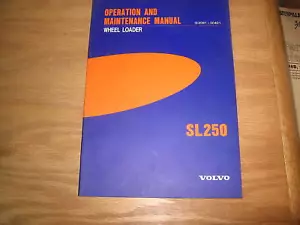 OPERATION AND
MAINTENANCE MANUAL
WHEEL LOADER
SL250
VOLVO